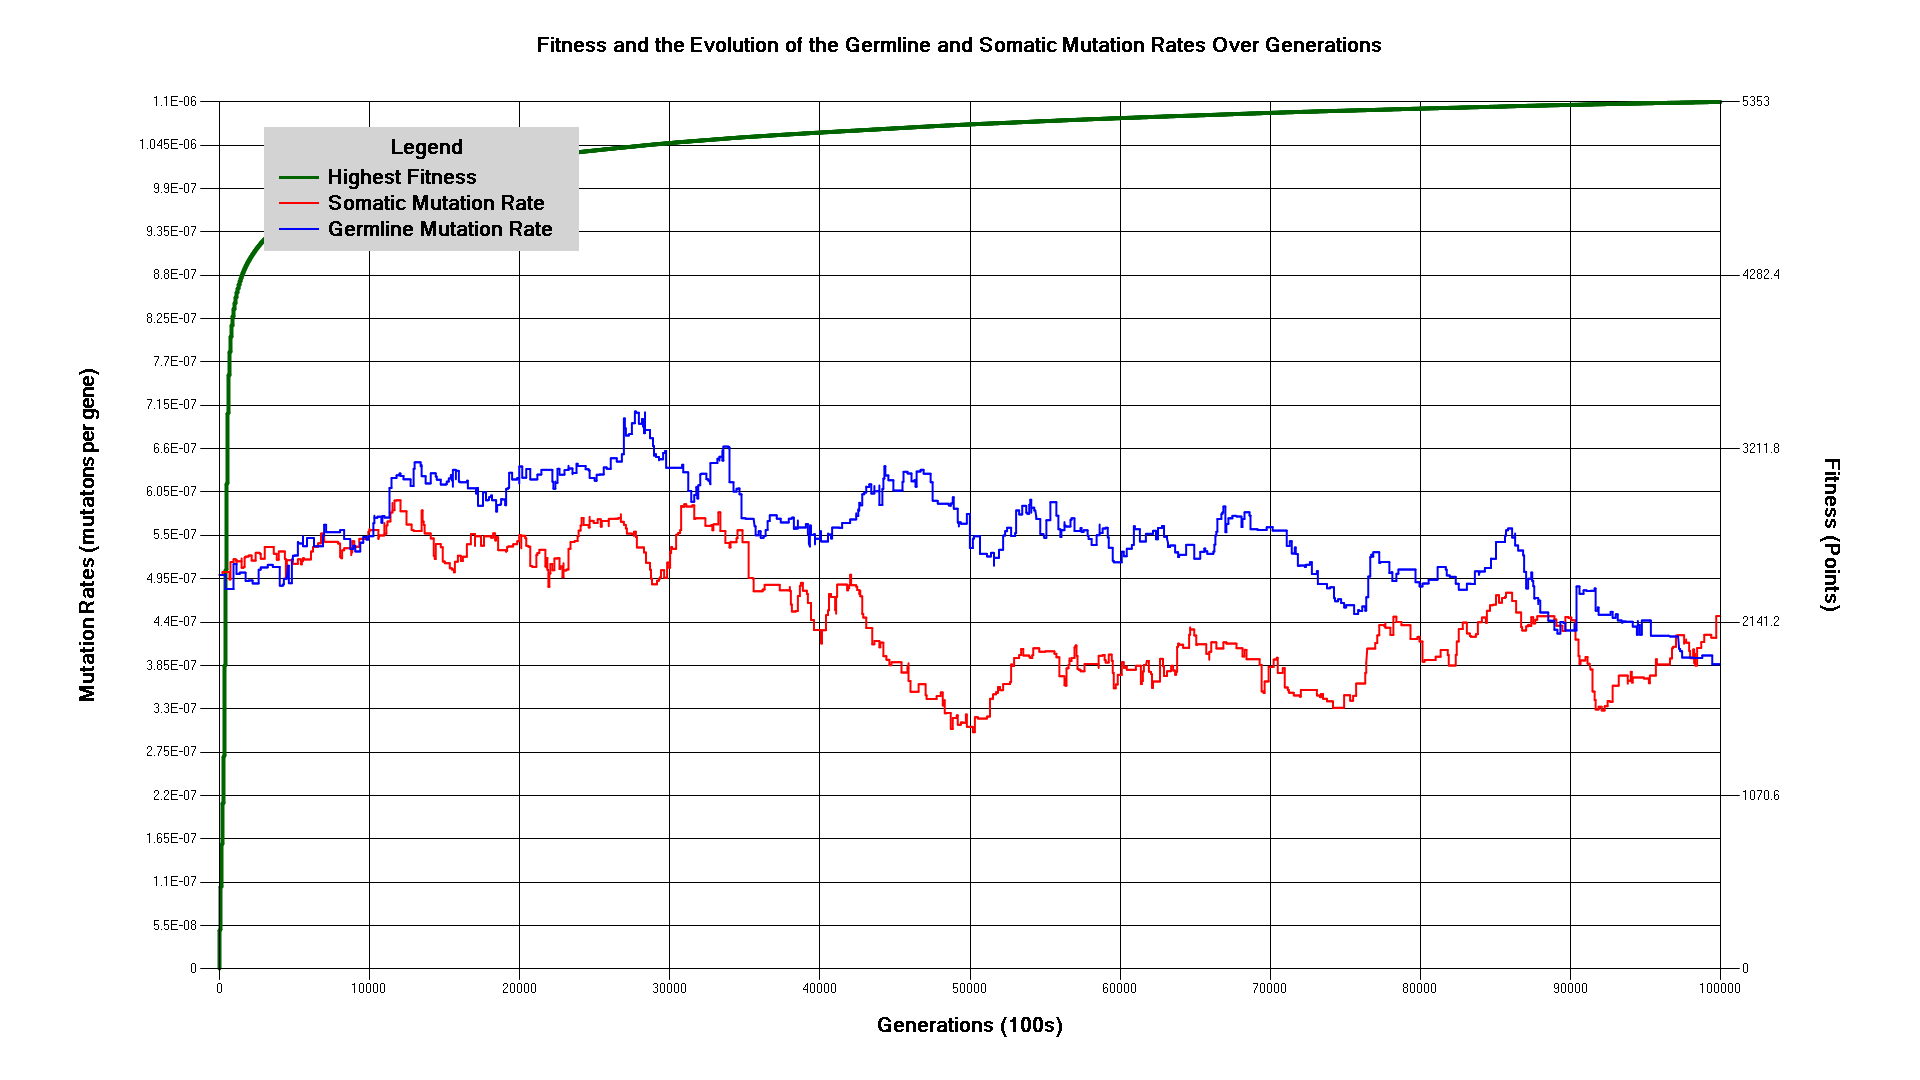 Fitness and the Evolution of the Germline and Somatic Mutation Rates Over Generations
Legend
Highest Fitness
Somatic Mutation Rate
Germline Mutation Rate
Mutation Rates (mutatons per gene)
1.1E-06
1.045E-06
9.9E-07
9.35E-07
8.8E-07
8.25E-07
7.7E-07
7.15E-07
6.6E-07
6.05E-07
5.5E-07
4.95E-07
4.4E-07
3.85E-07
3.3E-07
2.75E-07
2.2E-07
1.65E-07
1.1E-07
5.5E-08
0
5353
4282.4
3211.8
2141.2
1070.6
0
Fitness (Points)
0 10000 20000 30000 40000 50000 60000 70000 80000 90000 100000
Generations (100s)